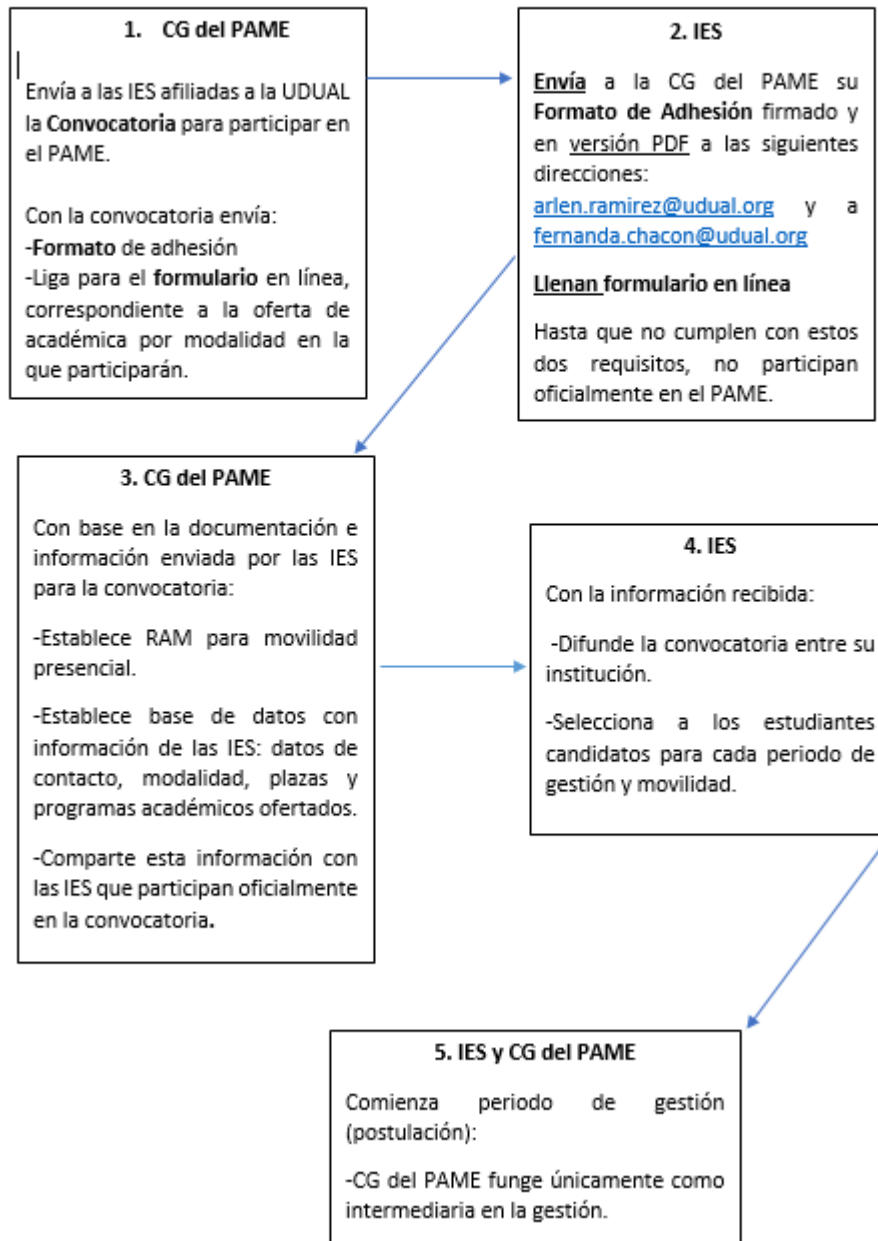 1. CG del PAME
Envía a las IES afiliadas a la UDUAL
la Convocatoria para participar en
el PAME.
Con la convocatoria envía:
-Formato de adhesión
-Liga para el formulario en línea,
correspondiente a la oferta de
académica por modalidad en la
que participarán.
2. IES
Envía a la CG del PAME su
Formato de Adhesión firmado y
en versión PDF a las siguientes
direcciones:
arlen.ramirez@udual.org y a
fernanda.chacon@udual.org
Llenan formulario en línea
Hasta que no cumplen con estos
dos requisitos, no participan
oficialmente en el PAME.
3. CG del PAME
Con base en la documentación e
información enviada por las IES
para la convocatoria:
-Establece RAM para movilidad
presencial.
-Establece base de datos con
información de las IES: datos de
contacto, modalidad, plazas y
programas académicos ofertados.
-Comparte esta información con
las IES que participan oficialmente
en la convocatoria.
4. IES
Con la información recibida:
-Difunde la convocatoria entre su
institución.
-Selecciona a los estudiantes
candidatos para cada periodo de
gestión y movilidad.
5. IES y CG del PAME
Comienza periodo de gestión
(postulación):
-CG del PAME funge únicamente como
intermediaria en la gestión.